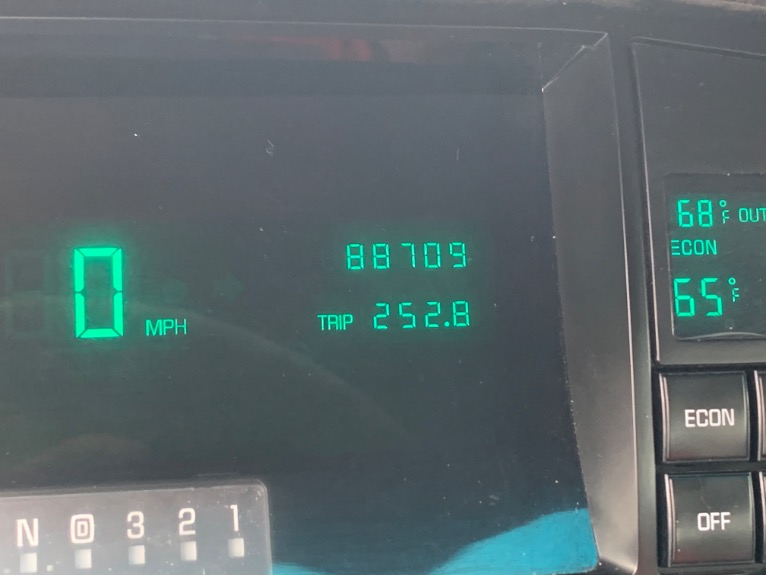 88709
0 MPH
TRIP 252.8
68°F OUT
ECON
65°F
ECON
OFF
N D 3 2 1